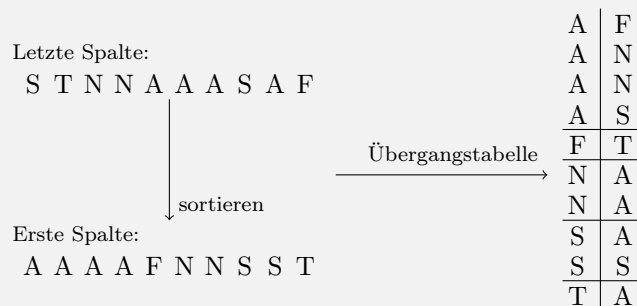 Letzte Spalte:
S T N N A A A S A F
sortieren
Erste Spalte:
A A A A F N N S S T
Übergangstabelle
A F
A N
A N
A S
F T
N A
N A
S A
S S
T A